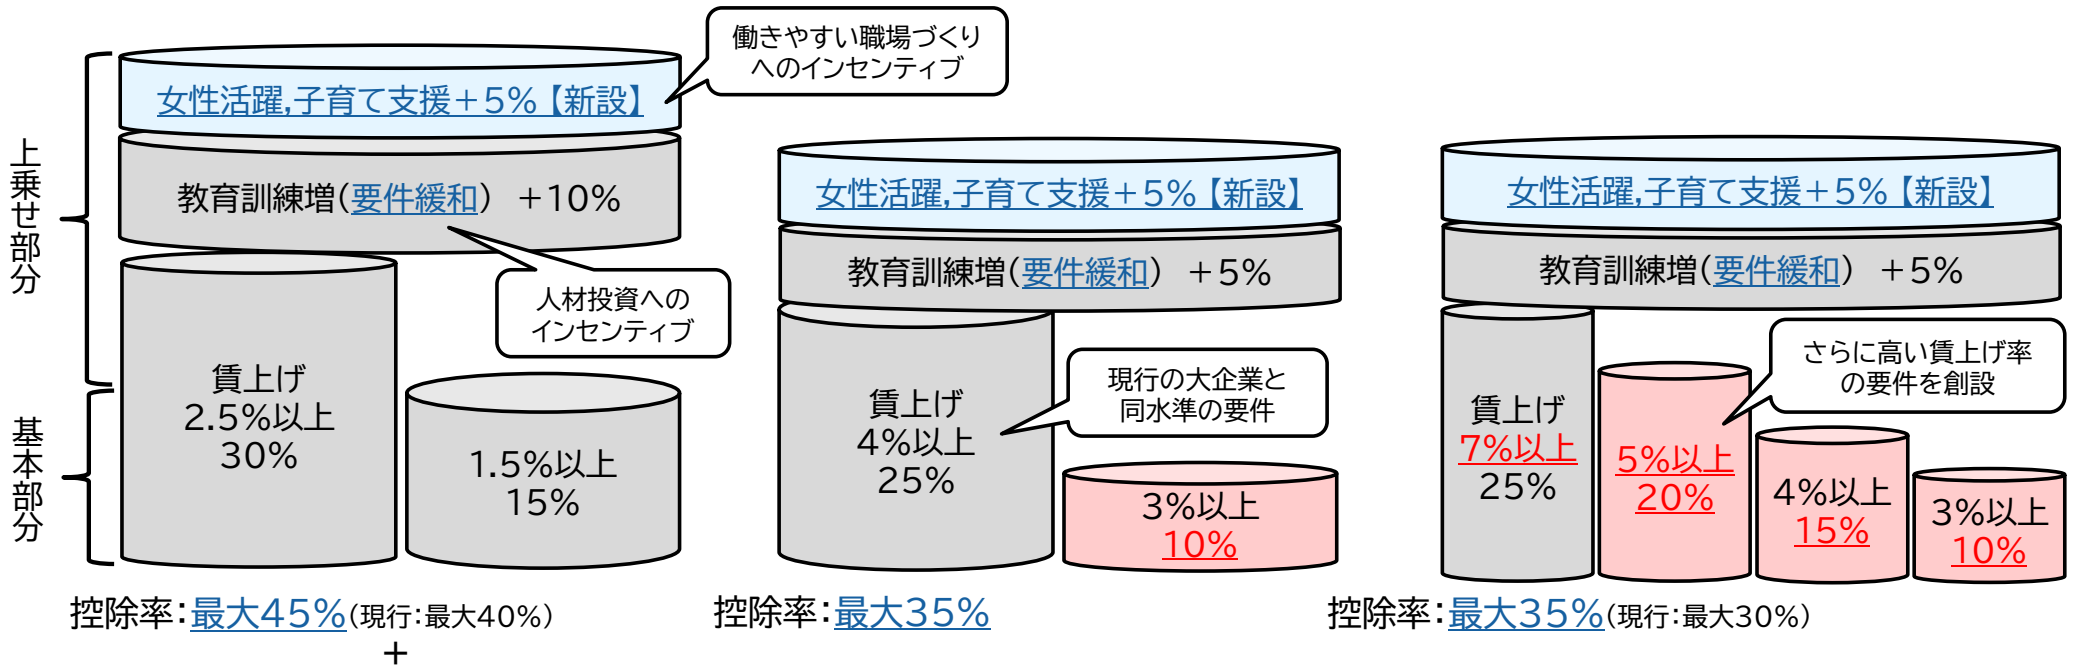 働きやすい職場づくり
へのインセンティブ
女性活躍,子育て支援+5%【新設】
教育訓練増(要件緩和) +10%
人材投資への
インセンティブ
上乗せ部分
基本部分
賃上げ
2.5%以上
30%
1.5%以上
15%
控除率:最大45%(現行:最大40%)
+
女性活躍,子育て支援+5%【新設】
教育訓練増(要件緩和) +5%
賃上げ
4%以上
25%
現行の大企業と
同水準の要件
3%以上
10%
控除率:最大35%
女性活躍,子育て支援+5%【新設】
教育訓練増(要件緩和) +5%
さらに高い賃上げ率
の要件を創設
賃上げ
7%以上
25%
5%以上
20%
4%以上
15%
3%以上
10%
控除率:最大35%(現行:最大30%)